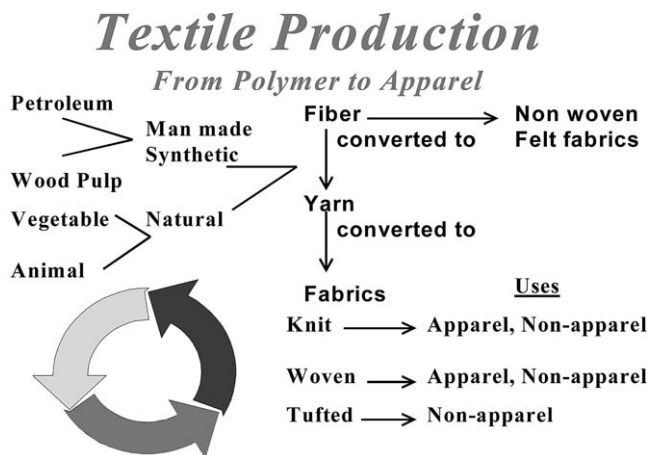 Textile Production
From Polymer to Apparel
Petroleum
Man made
Synthetic
Wood Pulp
Vegetable
Natural
Animal
Fiber
converted to
Non woven
Felt fabrics
Yarn
converted to
Fabrics
Uses
Knit
Apparel, Non-apparel
Woven
Apparel, Non-apparel
Tufted
Non-apparel